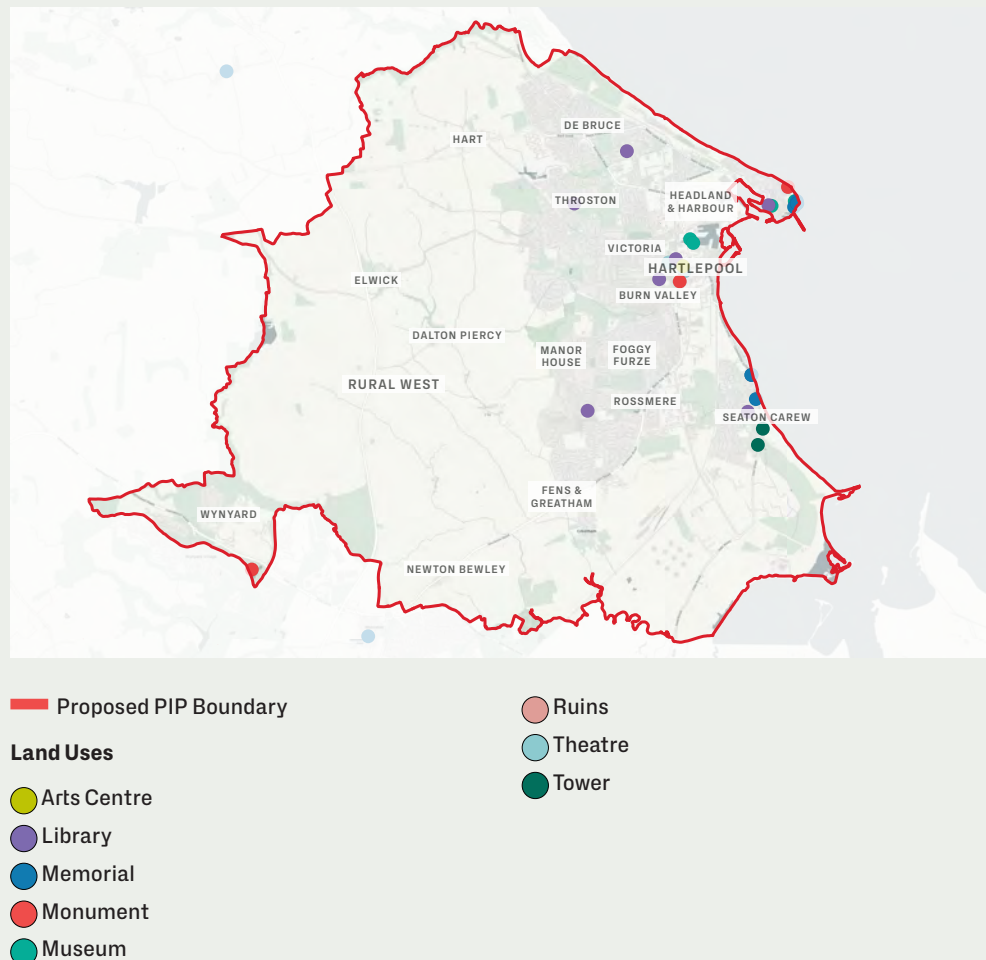 DE BRUCE
HART
THROSTON
HEADLAND
& HARBOUR
VICTORIA
HARTLEPOOL
ELWICK
BURN VALLEY
DALTON PIERCY
MANOR
HOUSE
FOGGY
FURZE
RURAL WEST
ROSSMERE
SEATON CAREW
FENS &
GREATHAM
WYNYARD
NEWTON BEWLEY
Proposed PIP Boundary
Land Uses
Arts Centre
Library
Memorial
Monument
Museum
Ruins
Theatre
Tower